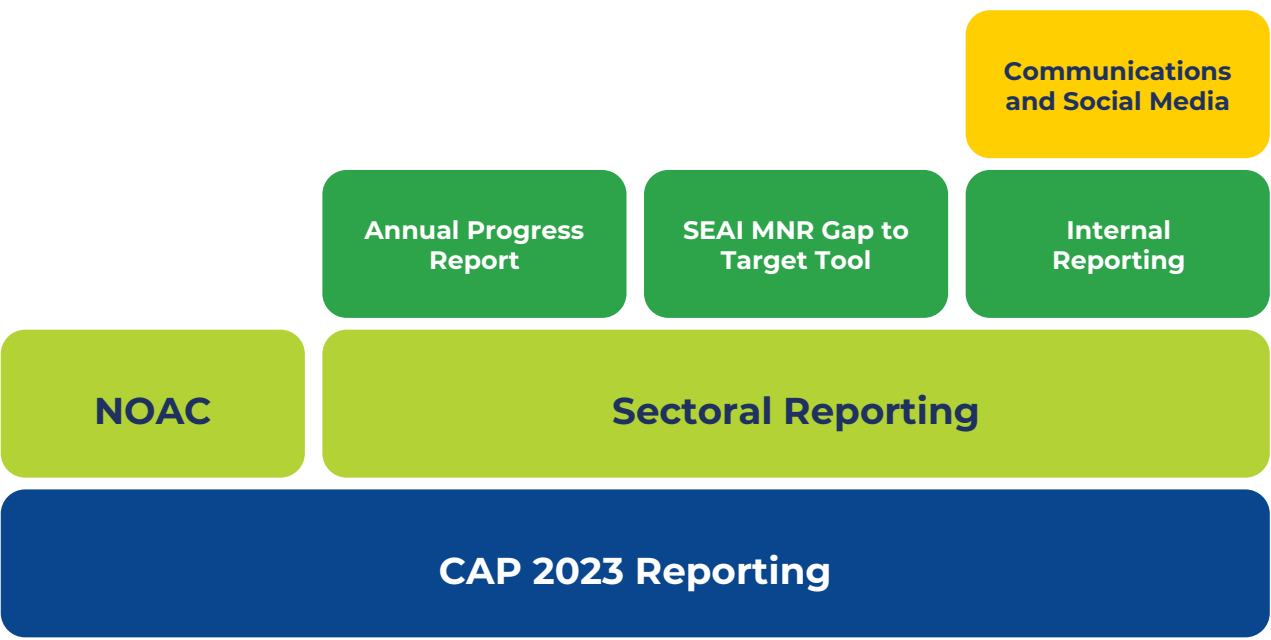 Communications
and Social Media
Annual Progress
Report
SEAI MNR Gap to
Target Tool
Internal
Reporting
NOAC
Sectoral Reporting
CAP 2023 Reporting